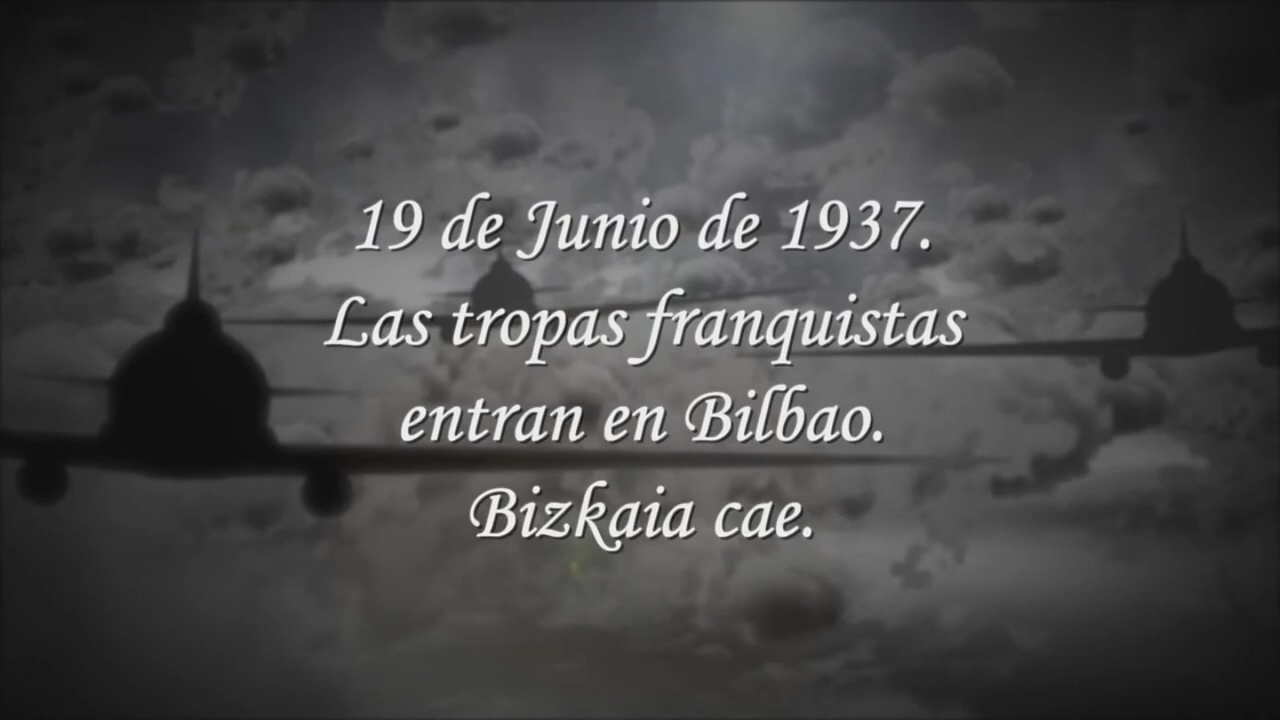 19 de Junio de 1937.
Las tropas franquistas
entran en Bilbao.
Bizkaia cae.